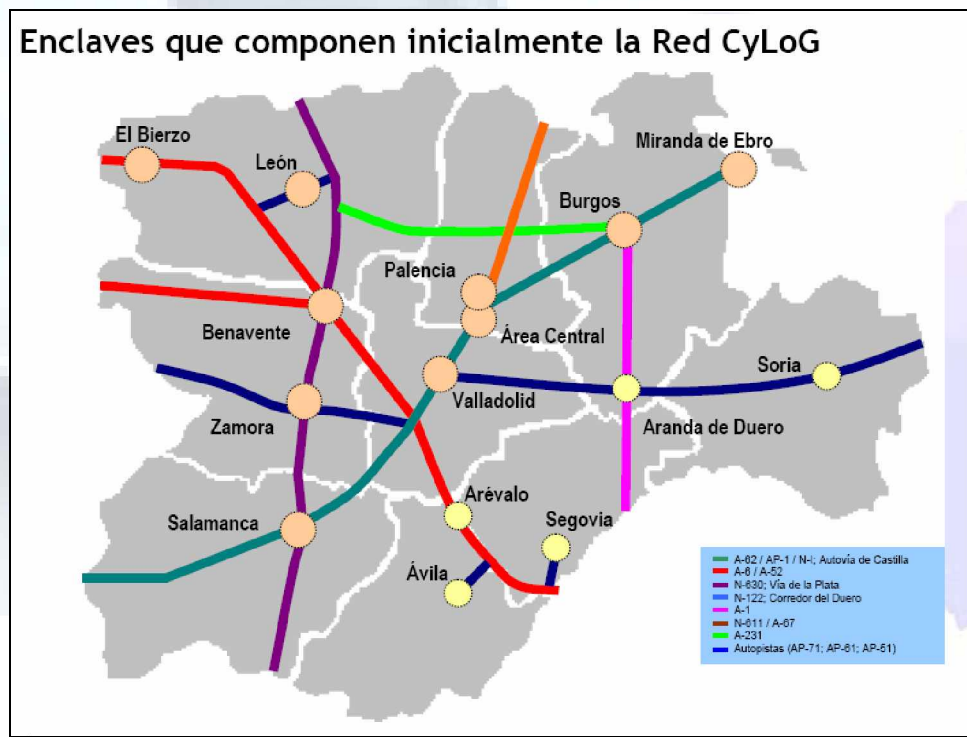 Enclaves que componen inicialmente la Red CyLoG
El Bierzo
León
Miranda de Ebro
Burgos
Palencia
Benavente
Área Central
Soria
Valladolid
Zamora
Aranda de Duero
Arévalo
Segovia
Salamanca
Ávila
A-62 / AP-1 / N-I; Autovía de Castilla
A-6 / A-52
N-630; Vía de la Plata
N-122; Corredor del Duero
A-1
N-611 / A-67
A-231
Autopistas (AP-71; AP-61; AP-51)